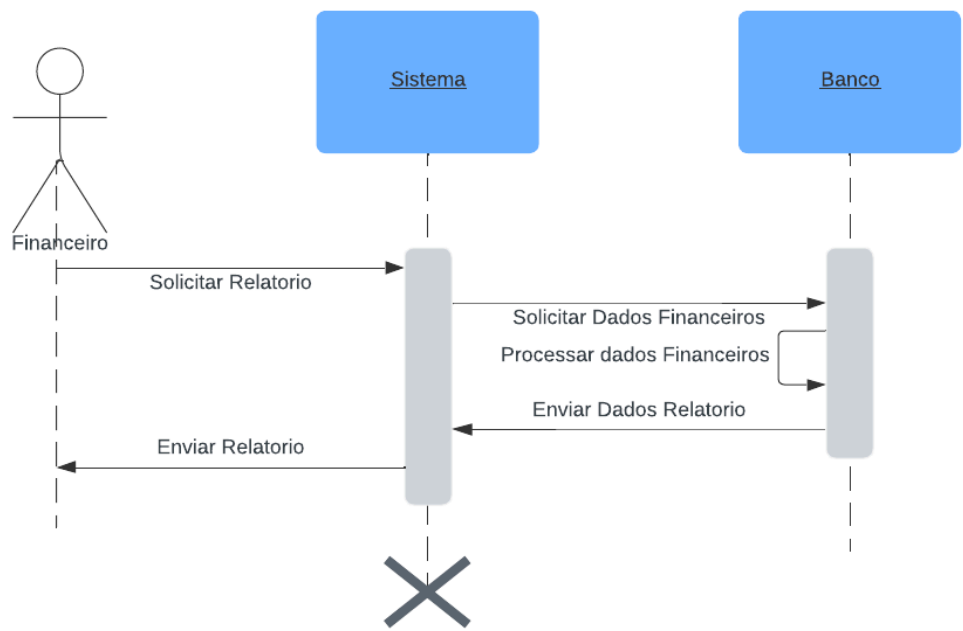 Sistema
Banco
Financeiro
Solicitar Relatorio
Solicitar Dados Financeiros
Processar dados Financeiros
Enviar Dados Relatorio
Enviar Relatorio